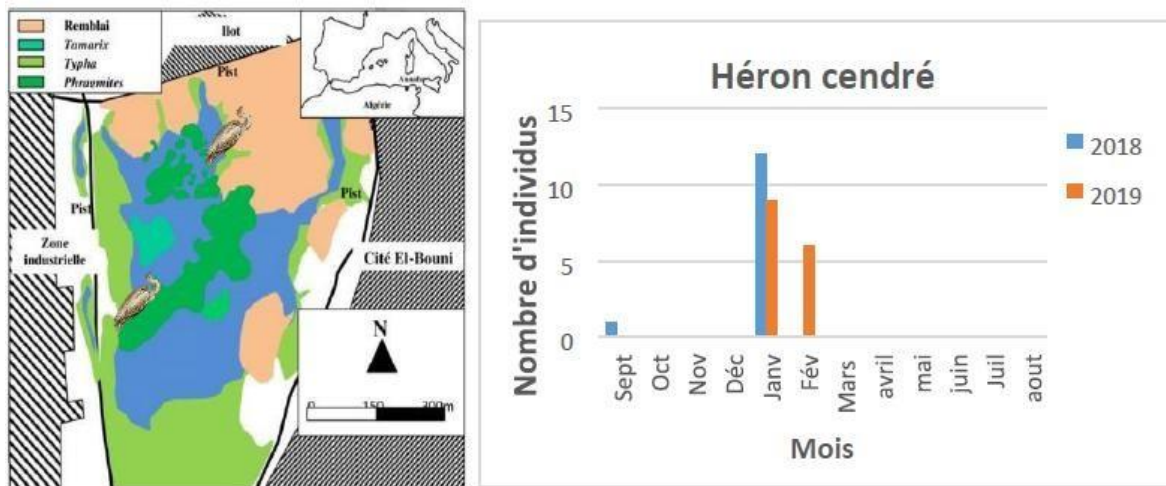 Remblai
Tamarix
Typha
Phragmites
Ilot
Pist
Annaba
Algérie
Pist
Pist
Zone
industrielle
Cité El-Bouni
N
0 150 300m
Héron cendré
Nombre d'individus
15
10
5
0
Sept
Oct
Nov
Déc
Janv
Fév
Mars
avril
mai
juin
Juil
aout
Mois
2018
2019